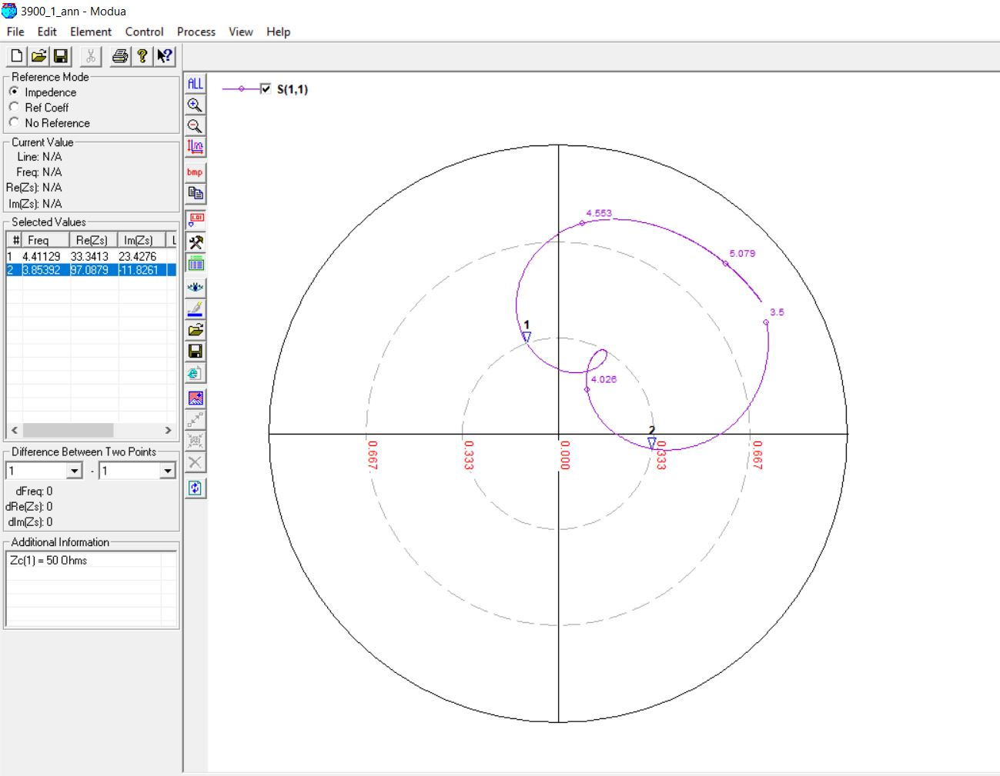 3900_1_ann - Modua
File Edit Element Control Process View Help
Reference Mode
Impedence
Ref Coeff
No Reference
Current Value
Line: N/A
Freq: N/A
Re(Zs): N/A
Im(Zs): N/A
Selected Values
# Freq Re(Zs) Im(Zs) L
1 4.41129 33.3413 23.4276
2 3.85392 97.0879 -11.8261
Difference Between Two Points
1 - 1
dFreq: 0
dRe(Zs): 0
dIm(Zs): 0
Additional Information
Zc(1) = 50 Ohms
ALL
bmp
1.01
S(1,1)
4.553
5.079
3.5
1
4.026
2
0.667
0.333
0.000
0.333
0.667